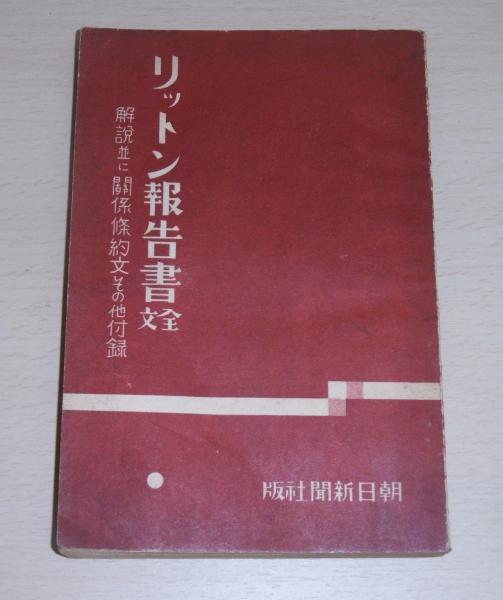 リットン報告書全文
解說並に關係條約文その他付録
朝日新聞社版